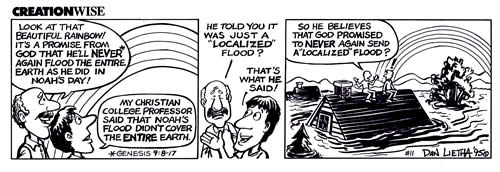 CREATIONWISE
LOOK AT THAT
BEAUTIFUL RAINBOW!
IT'S A PROMISE FROM
GOD THAT HE'LL NEVER*
AGAIN FLOOD THE ENTIRE
EARTH AS HE DID IN
NOAH'S DAY!
MY CHRISTIAN
COLLEGE PROFESSOR
SAID THAT NOAH'S
FLOOD DIDN'T COVER
THE ENTIRE EARTH.
*GENESIS 9:8-17
HE TOLD YOU IT
WAS JUST A
"LOCALIZED"
FLOOD?
THAT'S
WHAT HE
SAID!
SO HE BELIEVES
THAT GOD PROMISED
TO NEVER AGAIN SEND
A "LOCALIZED" FLOOD?
#11 DAN LIETHA '95